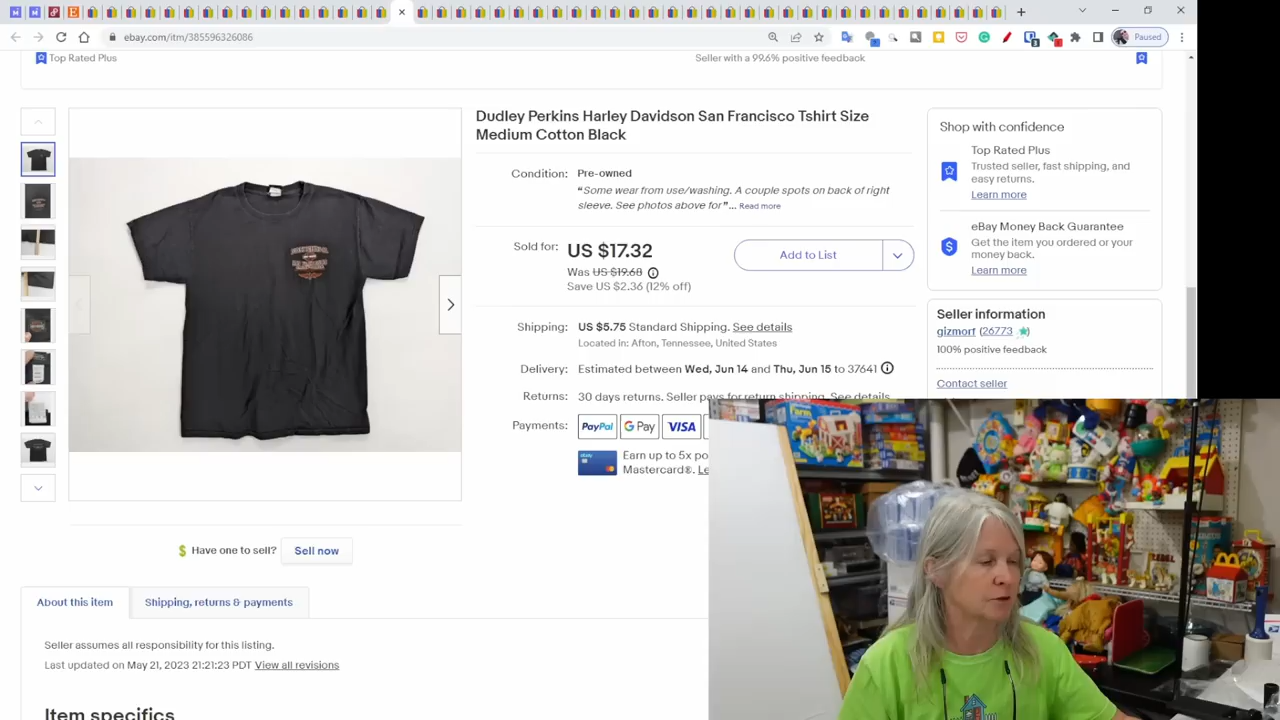 ebay.com/itm/385596326086
Paused
Top Rated Plus
Seller with a 99.6% positive feedback
Dudley Perkins Harley Davidson San Francisco Tshirt Size
Medium Cotton Black
Condition: Pre-owned
“Some wear from use/washing. A couple spots on back of right
sleeve. See photos above for”... Read more
Sold for: US $17.32
Was US $19.68
Save US $2.36 (12% off)
Add to List
Shipping: US $5.75 Standard Shipping. See details
Located in: Afton, Tennessee, United States
Delivery: Estimated between Wed, Jun 14 and Thu, Jun 15 to 37641
Returns: 30 days returns. Seller pays for return shipping. See details
Payments: PayPal G Pay VISA
Earn up to 5x po
Mastercard®. Le
Shop with confidence
Top Rated Plus
Trusted seller, fast shipping, and
easy returns.
Learn more
eBay Money Back Guarantee
Get the item you ordered or your
money back.
Learn more
Seller information
gizmorf (26773)
100% positive feedback
Contact seller
Have one to sell? Sell now
About this item
Shipping, returns & payments
Seller assumes all responsibility for this listing.
Last updated on May 21, 2023 21:21:23 PDT View all revisions
Item specifics
Farm